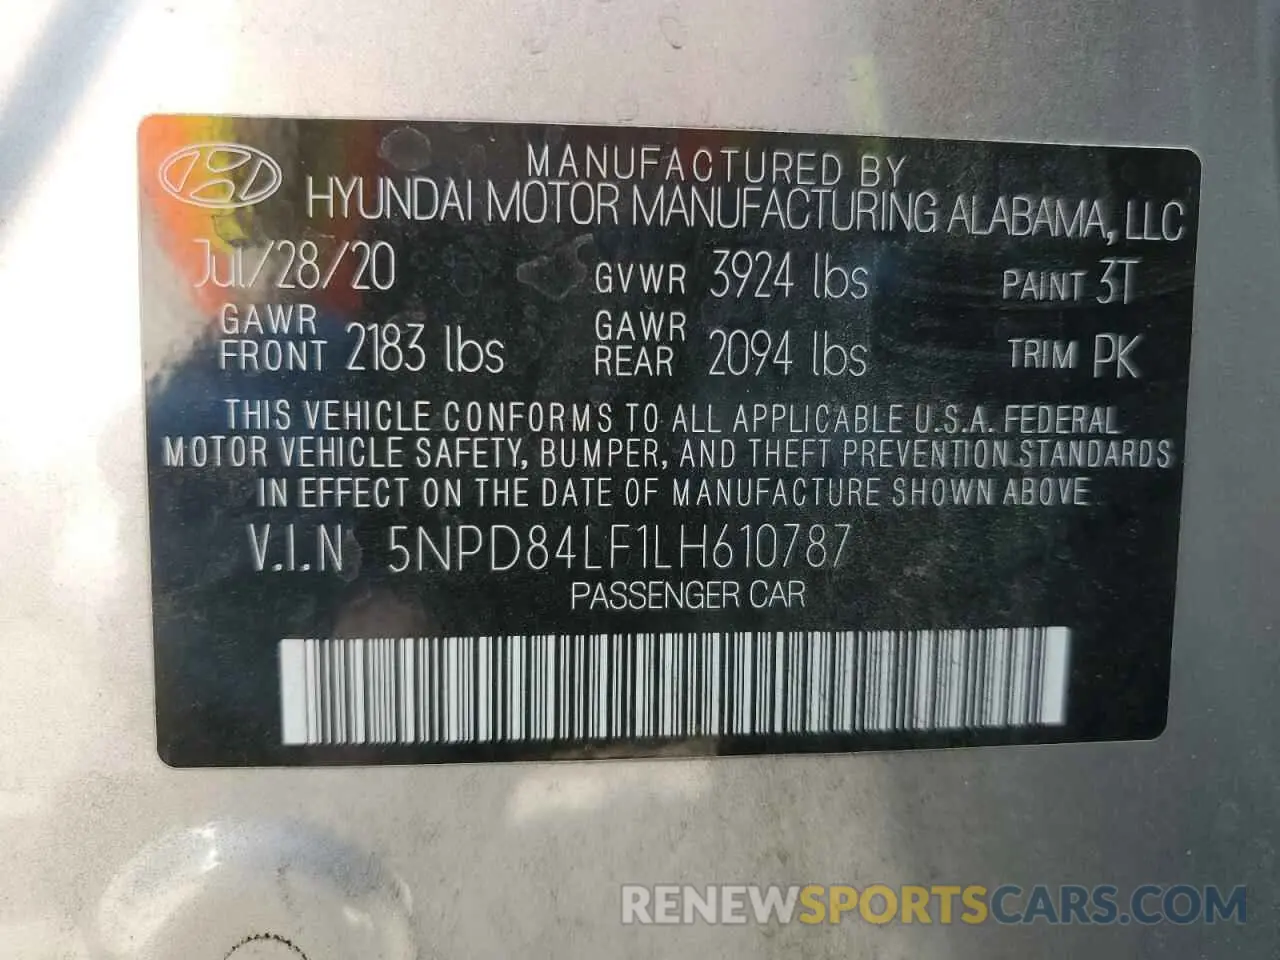 MANUFACTURED BY
HYUNDAI MOTOR MANUFACTURING ALABAMA, LLC
Jul/28/20 GVWR 3924 lbs PAINT 3T
GAWR FRONT 2183 lbs GAWR REAR 2094 lbs TRIM PK
THIS VEHICLE CONFORMS TO ALL APPLICABLE U.S.A. FEDERAL
MOTOR VEHICLE SAFETY, BUMPER, AND THEFT PREVENTION STANDARDS
IN EFFECT ON THE DATE OF MANUFACTURE SHOWN ABOVE
V.I.N 5NPD84LF1LH610787
PASSENGER CAR
RENEWSPORTSCARS.COM